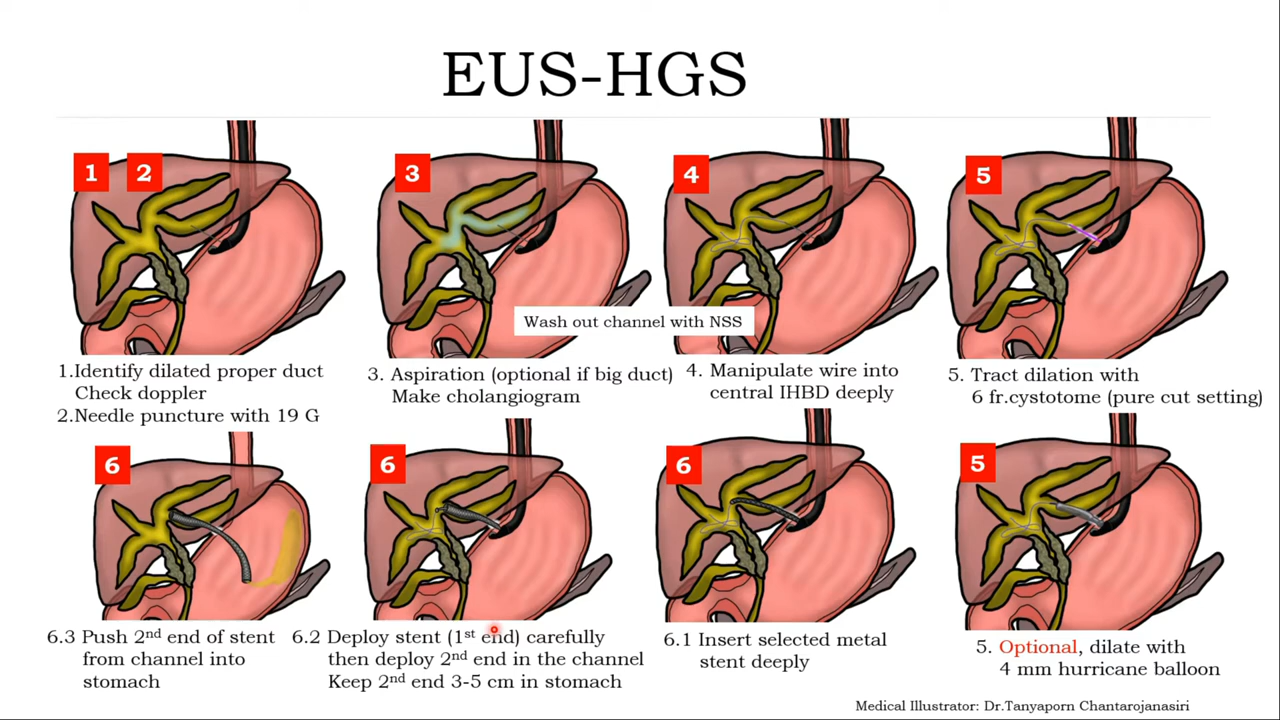 EUS-HGS
1 2
3
4
5
Wash out channel with NSS
1.Identify dilated proper duct
Check doppler
2.Needle puncture with 19 G
3. Aspiration (optional if big duct)
Make cholangiogram
4. Manipulate wire into
central IHBD deeply
5. Tract dilation with
6 fr.cystotome (pure cut setting)
6
6
6
5
6.3 Push 2nd end of stent
from channel into
stomach
6.2 Deploy stent (1st end) carefully
then deploy 2nd end in the channel
Keep 2nd end 3-5 cm in stomach
6.1 Insert selected metal
stent deeply
5. Optional, dilate with
4 mm hurricane balloon
Medical Illustrator: Dr.Tanyaporn Chantarojanasiri